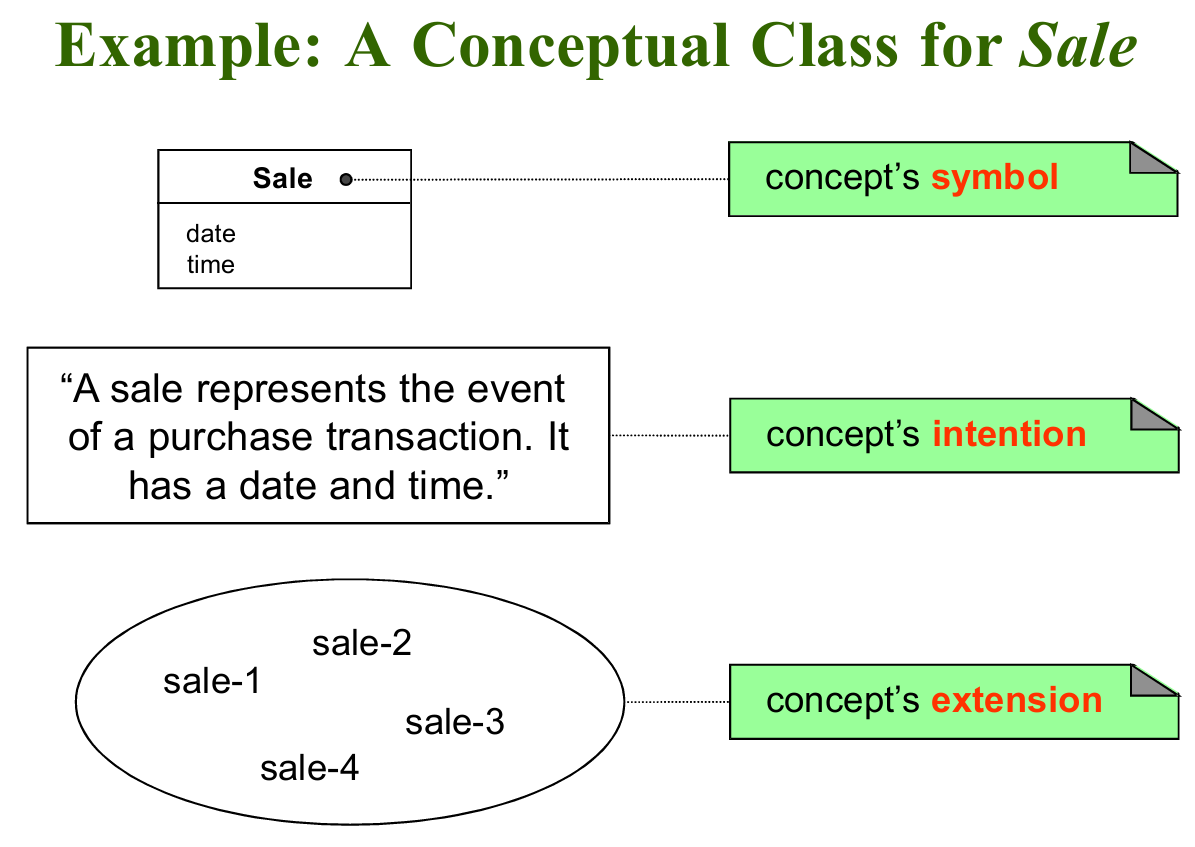 Example: A Conceptual Class for Sale
Sale
concept’s symbol
date
time
“A sale represents the event
of a purchase transaction. It
has a date and time.”
concept’s intention
sale-2
sale-1
sale-3
sale-4
concept’s extension